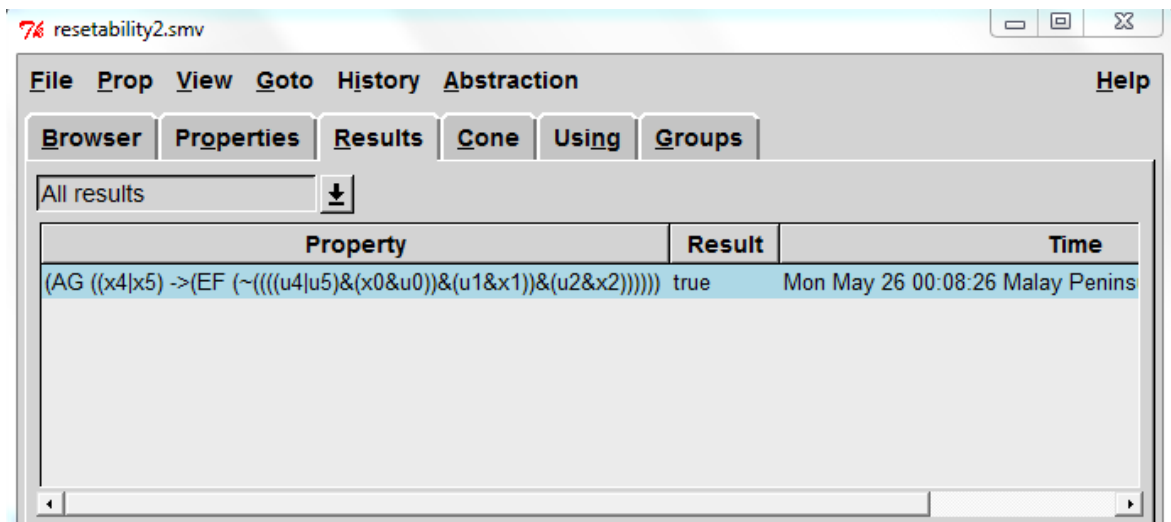 resetability2.smv
File Prop View Goto History Abstraction Help
Browser Properties Results Cone Using Groups
All results
Property Result Time
(AG ((x4|x5) ->(EF (~((((u4|u5)&(x0&u0))&(u1&x1))&(u2&x2)))))) true Mon May 26 00:08:26 Malay Penins